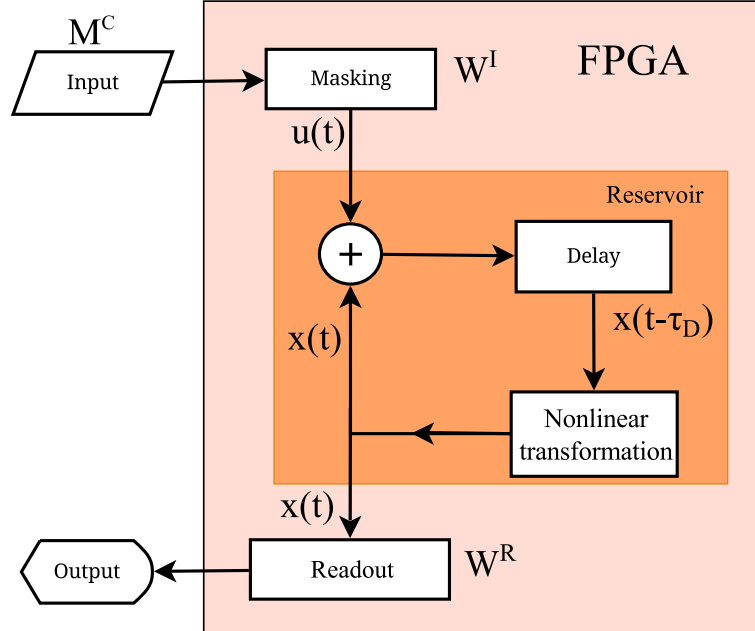 M^C
Input
Masking
W^I
FPGA
u(t)
Reservoir
+
Delay
x(t)
x(t-τ_D)
Nonlinear
transformation
x(t)
Output
Readout
W^R